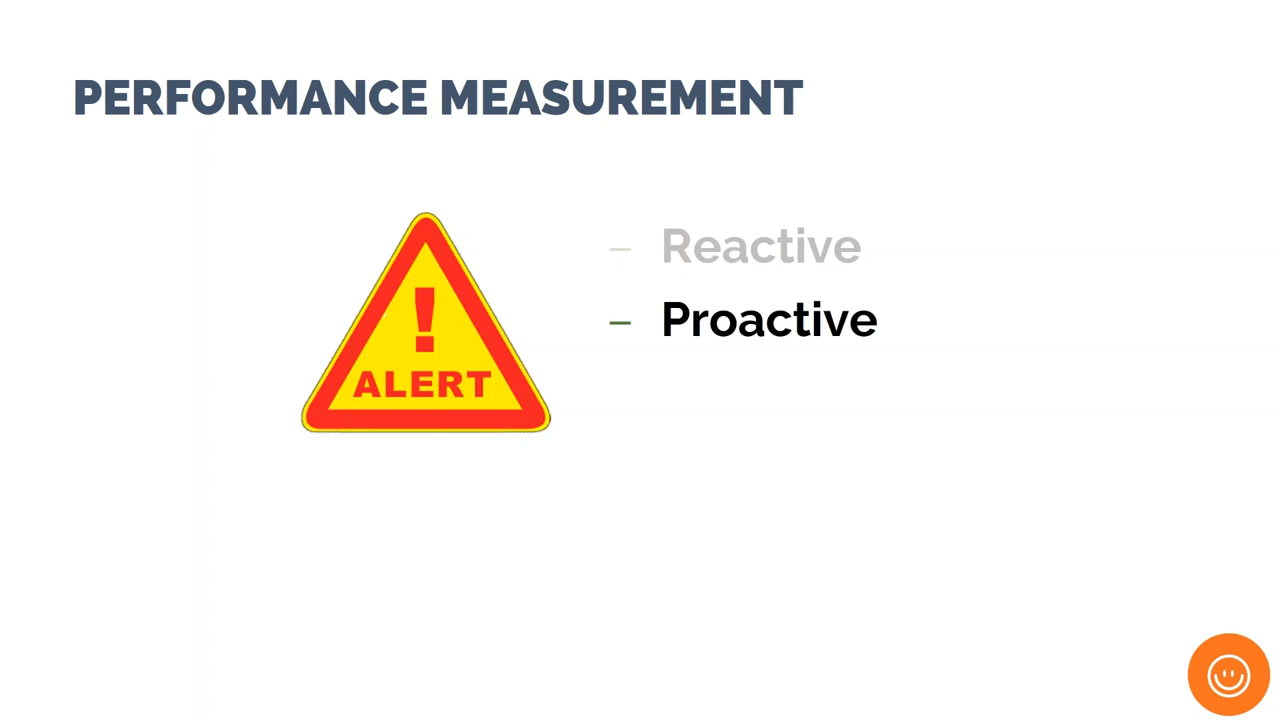 PERFORMANCE MEASUREMENT
– Reactive
– Proactive
!
ALERT